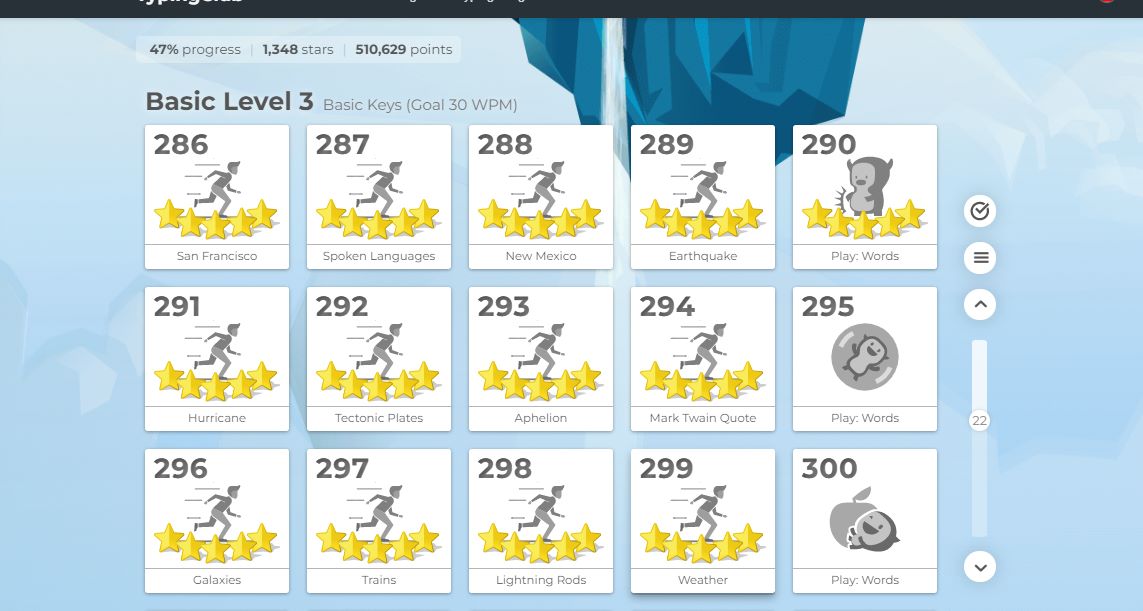 47% progress | 1,348 stars | 510,629 points
Basic Level 3 Basic Keys (Goal 30 WPM)
286 287 288 289 290
San Francisco Spoken Languages New Mexico Earthquake Play: Words
291 292 293 294 295
Hurricane Tectonic Plates Aphelion Mark Twain Quote Play: Words
22
296 297 298 299 300
Galaxies Trains Lightning Rods Weather Play: Words